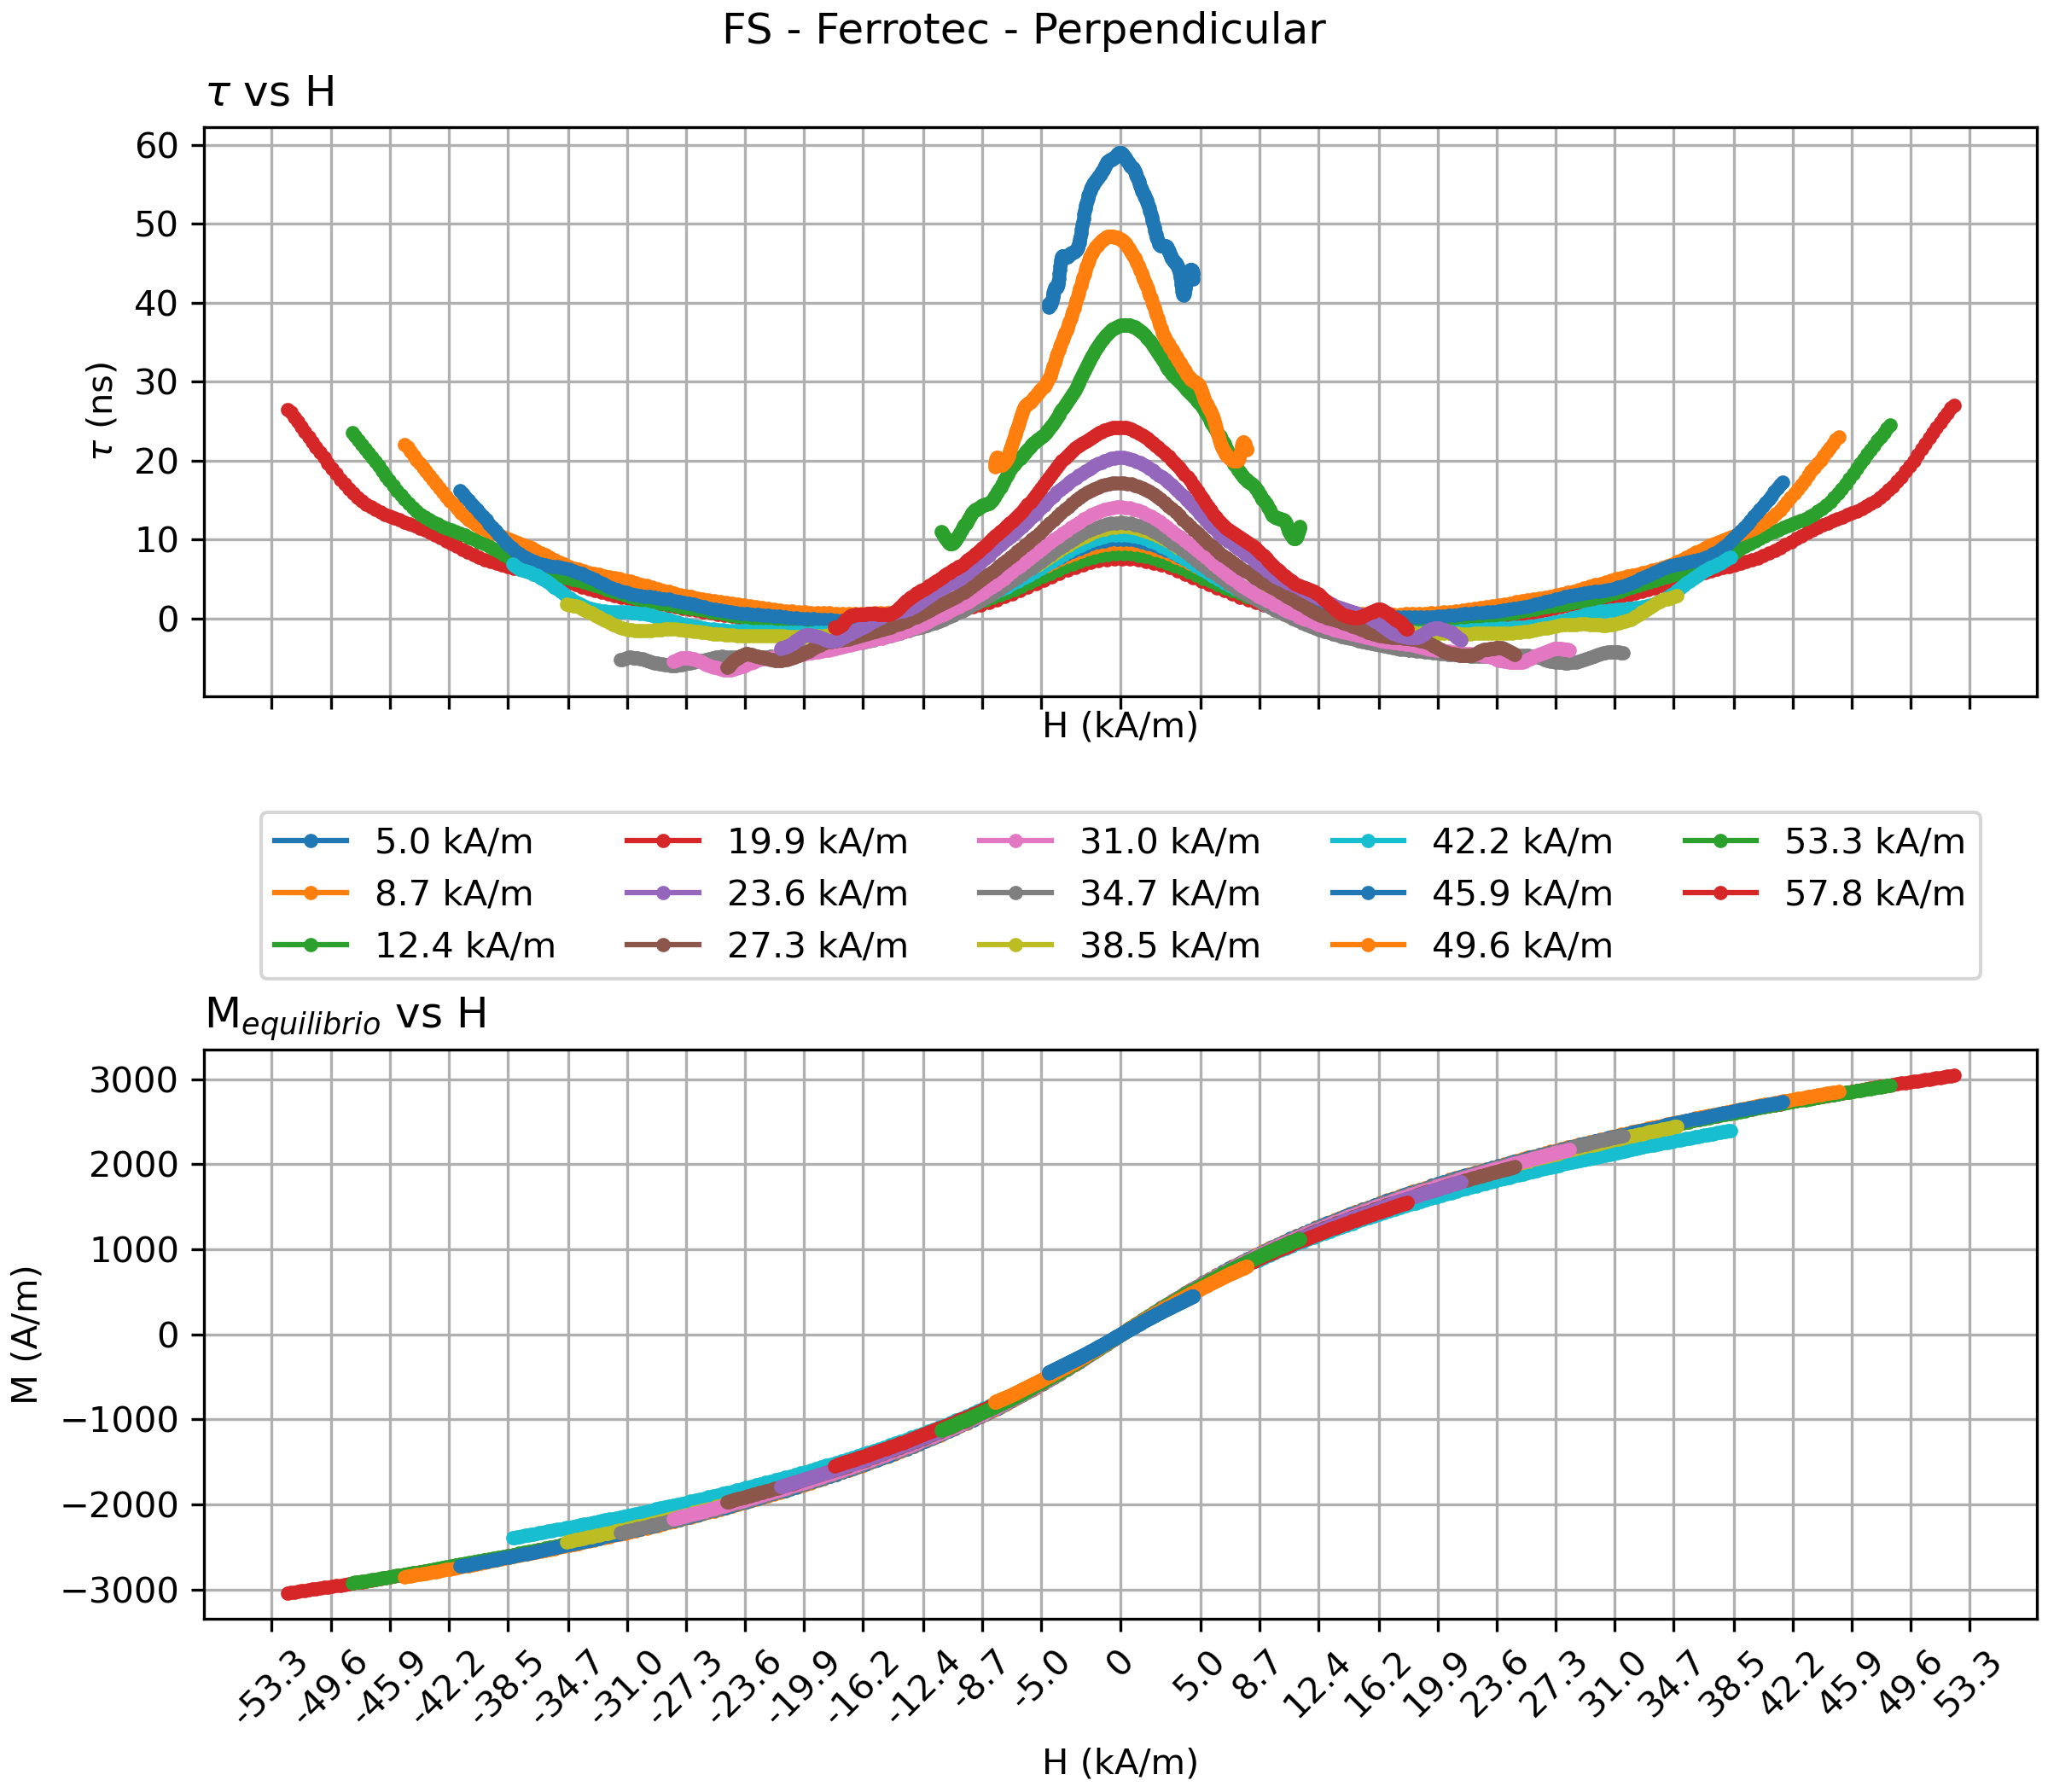 FS - Ferrotec - Perpendicular
τ vs H
60
50
40
30
20
10
0
τ (ns)
H (kA/m)
5.0 kA/m 19.9 kA/m 31.0 kA/m 42.2 kA/m 53.3 kA/m
8.7 kA/m 23.6 kA/m 34.7 kA/m 45.9 kA/m 57.8 kA/m
12.4 kA/m 27.3 kA/m 38.5 kA/m 49.6 kA/m
Mequilibrio vs H
3000
2000
1000
0
−1000
−2000
−3000
M (A/m)
-53.3 -49.6 -45.9 -42.2 -38.5 -34.7 -31.0 -27.3 -23.6 -19.9 -16.2 -12.4 -8.7 -5.0 0 5.0 8.7 12.4 16.2 19.9 23.6 27.3 31.0 34.7 38.5 42.2 45.9 49.6 53.3
H (kA/m)